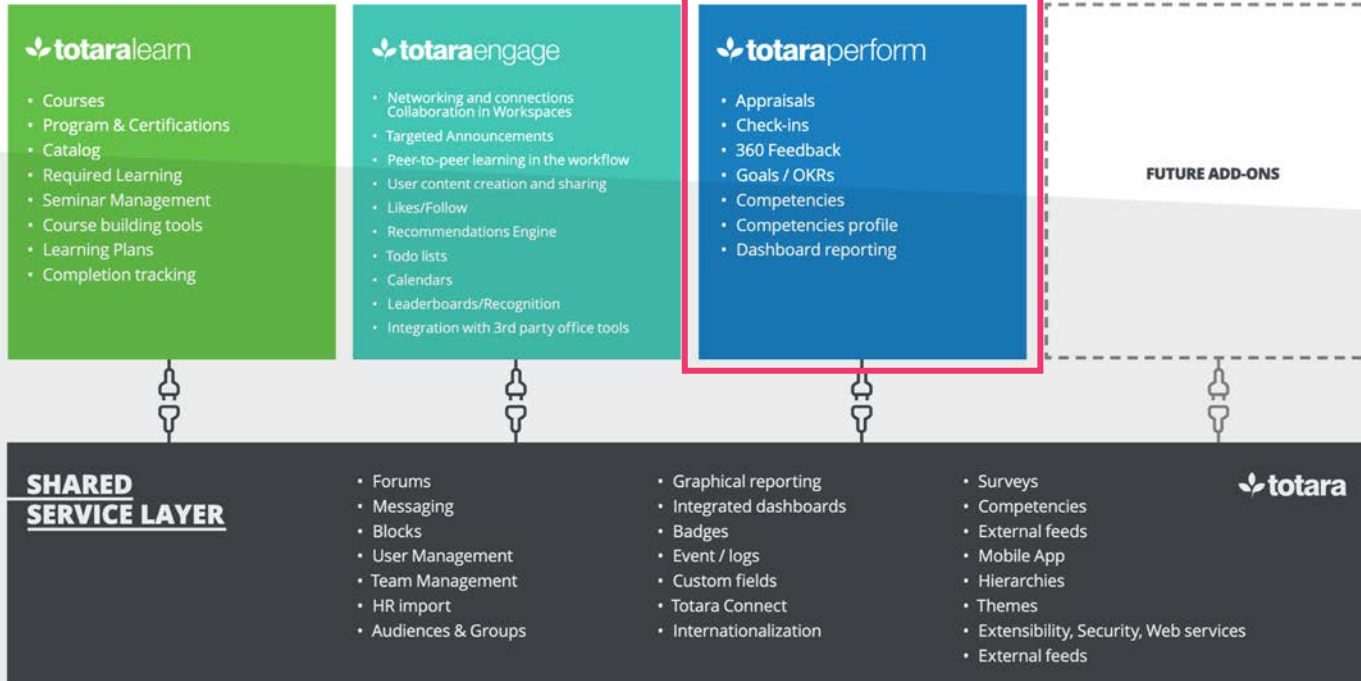 totaralearn
• Courses
• Program & Certifications
• Catalog
• Required Learning
• Seminar Management
• Course building tools
• Learning Plans
• Completion tracking
totaraengage
• Networking and connections
Collaboration in Workspaces
• Targeted Announcements
• Peer-to-peer learning in the workflow
• User content creation and sharing
• Likes/Follow
• Recommendations Engine
• Todo lists
• Calendars
• Leaderboards/Recognition
• Integration with 3rd party office tools
totaraperform
• Appraisals
• Check-ins
• 360 Feedback
• Goals / OKRs
• Competencies
• Competencies profile
• Dashboard reporting
FUTURE ADD-ONS
SHARED
SERVICE LAYER
• Forums
• Messaging
• Blocks
• User Management
• Team Management
• HR import
• Audiences & Groups
• Graphical reporting
• Integrated dashboards
• Badges
• Event / logs
• Custom fields
• Totara Connect
• Internationalization
• Surveys
• Competencies
• External feeds
• Mobile App
• Hierarchies
• Themes
• Extensibility, Security, Web services
• External feeds
totara